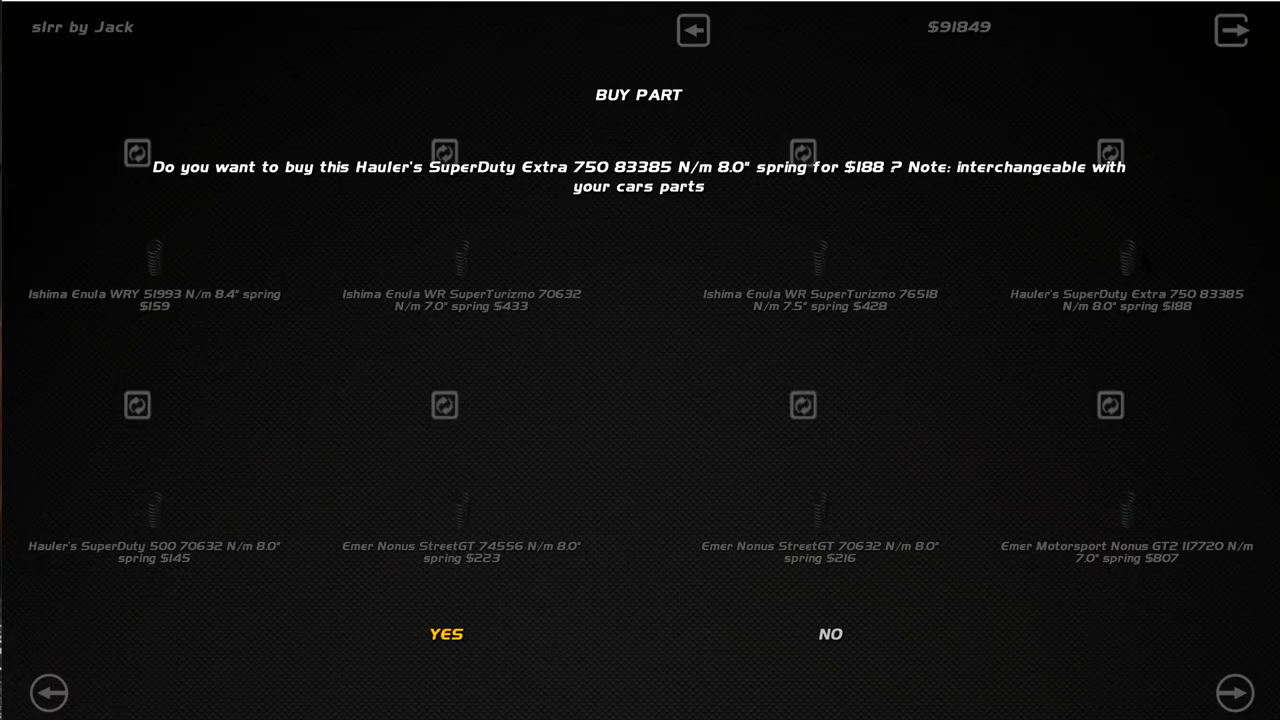 slrr by Jack
$91849
BUY PART
Do you want to buy this Hauler's SuperDuty Extra 750 83385 N/m 8.0" spring for $188 ? Note: interchangeable with
your cars parts
Ishima Enula WRY 51993 N/m 8.4" spring
$159
Ishima Enula WR SuperTurizmo 70632
N/m 7.0" spring $433
Ishima Enula WR SuperTurizmo 76518
N/m 7.5" spring $428
Hauler's SuperDuty Extra 750 83385
N/m 8.0" spring $188
Hauler's SuperDuty 500 70632 N/m 8.0"
spring $145
Emer Nonus StreetGT 74556 N/m 8.0"
spring $223
Emer Nonus StreetGT 70632 N/m 8.0"
spring $216
Emer Motorsport Nonus GT2 117720 N/m
7.0" spring $807
YES
NO